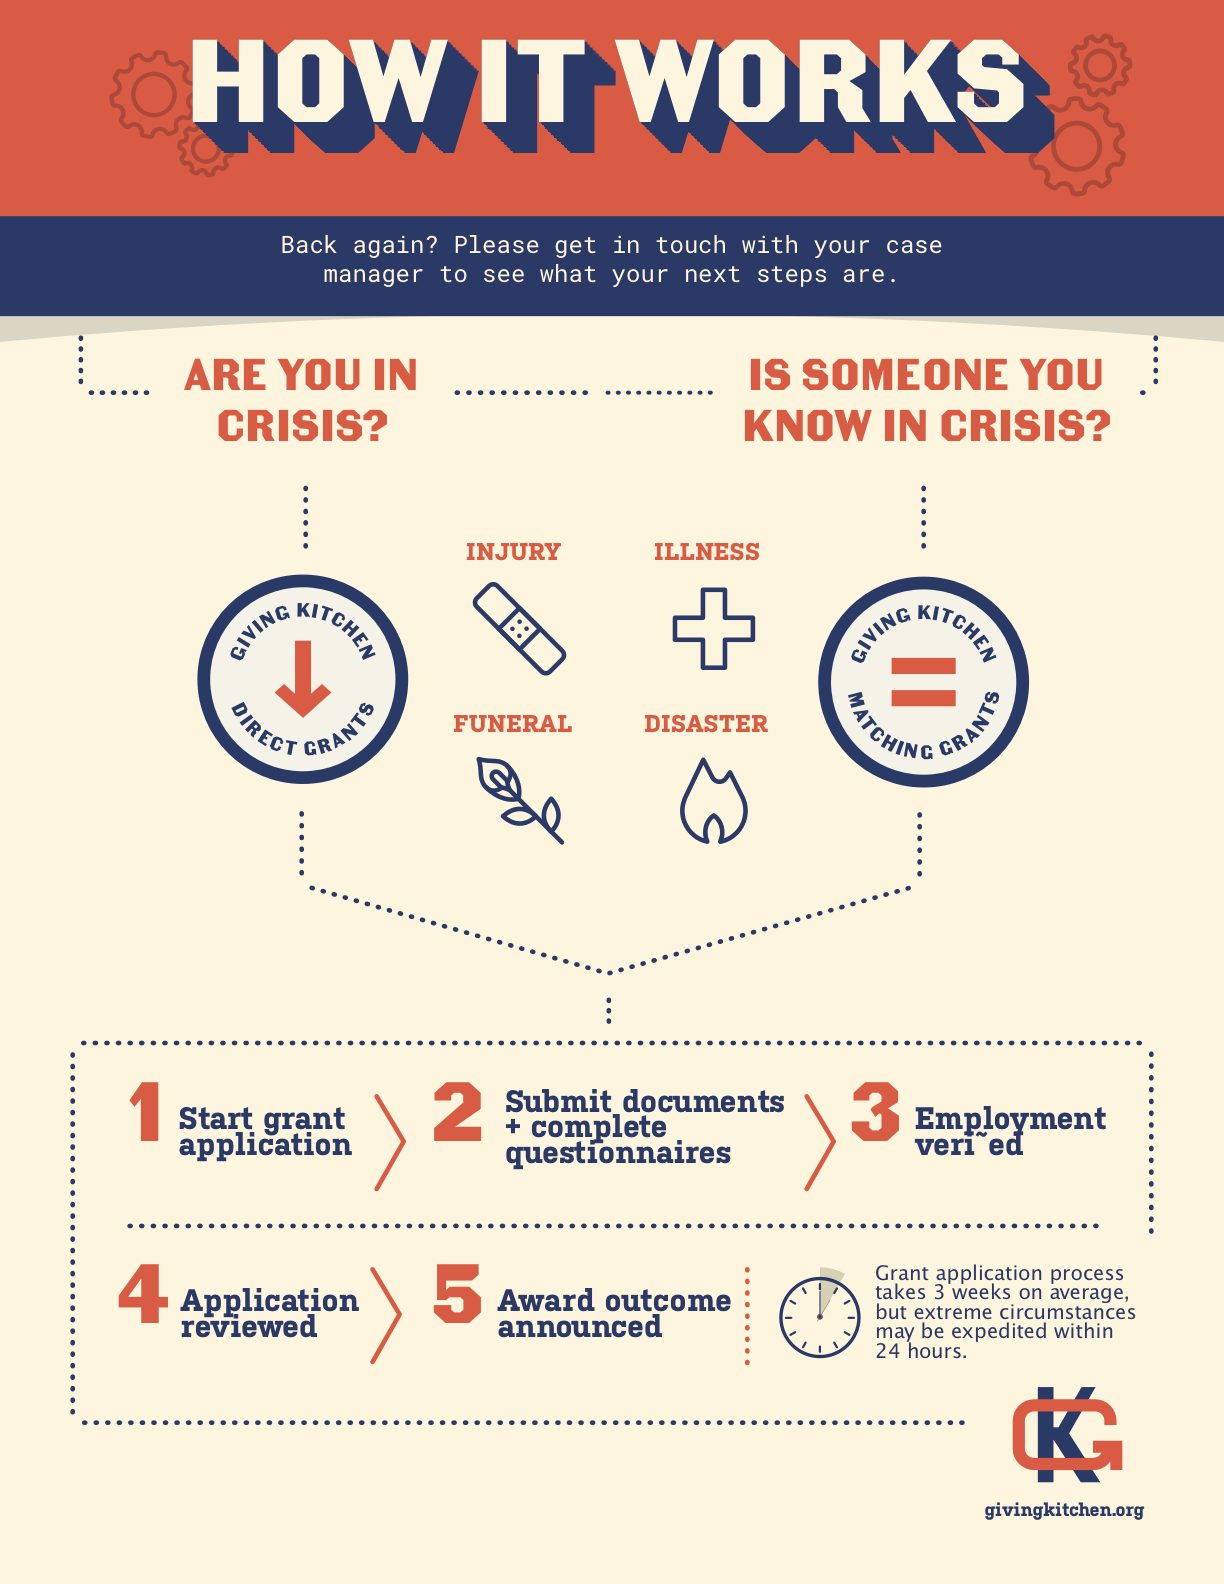 HOW IT WORKS
Back again? Please get in touch with your case
manager to see what your next steps are.
ARE YOU IN
CRISIS?
IS SOMEONE YOU
KNOW IN CRISIS?
GIVING KITCHEN
DIRECT GRANTS
INJURY
ILLNESS
FUNERAL
DISASTER
GIVING KITCHEN
MATCHING GRANTS
1
Start grant
application
2
Submit documents
+ complete
questionnaires
3
Employment
veri˜ed
4
Application
reviewed
5
Award outcome
announced
Grant application process
takes 3 weeks on average,
but extreme circumstances
may be expedited within
24 hours.
GK
givingkitchen.org